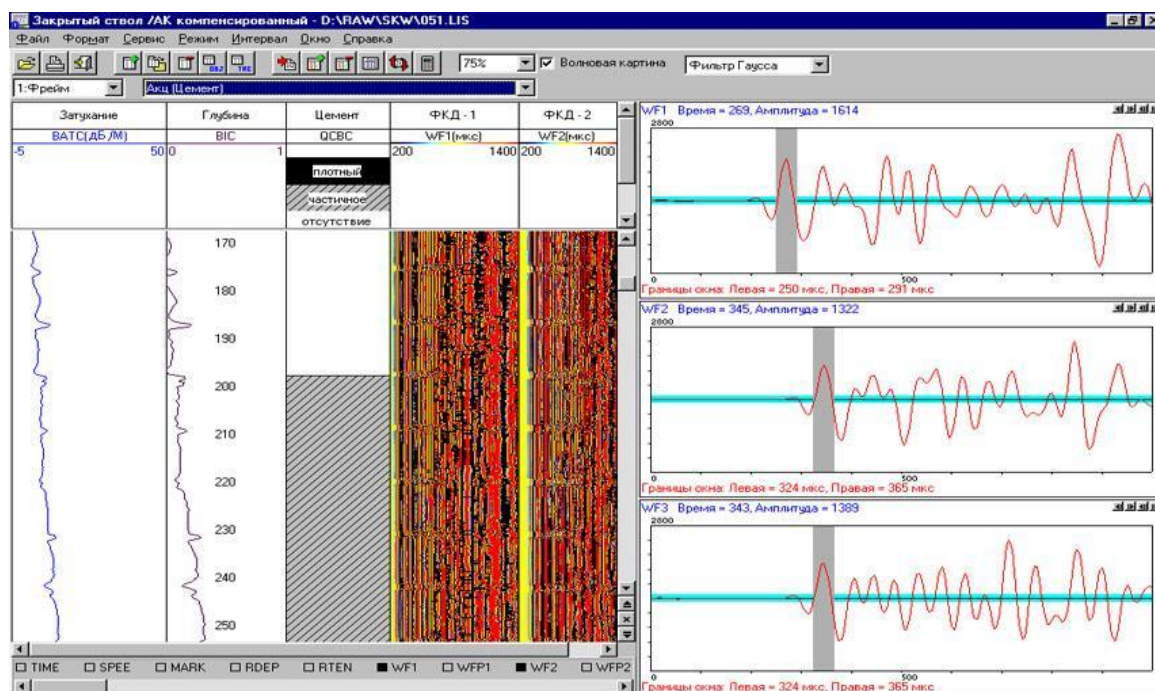 Закрытый ствол /АК компенсированный - D:\RAW\SKW\051.LIS
Файл Формат Сервис Режим Интервал Окно Справка
75% Волновая картина Фильтр Гаусса
1:Фрейм Акц (Цемент)
Затухание Глубина Цемент ФКД - 1 ФКД - 2
BATC(ДБ/М) BIC QCBC WF1(мкс) WF2(мкс)
-5 50 0 1 200 1400 200 1400
плотный
частичное
отсутствие
170
180
190
200
210
220
230
240
250
TIME SPEE MARK RDEP RTEN WF1 WFP1 WF2 WFP2
WF1 Время = 269, Амплитуда = 1614
2800
0 500
Границы окна: Левая = 250 мкс, Правая = 291 мкс
WF2 Время = 345, Амплитуда = 1322
2800
0 500
Границы окна: Левая = 324 мкс, Правая = 365 мкс
WF3 Время = 343, Амплитуда = 1389
2800
0 500
Границы окна: Левая = 324 мкс, Правая = 365 мкс